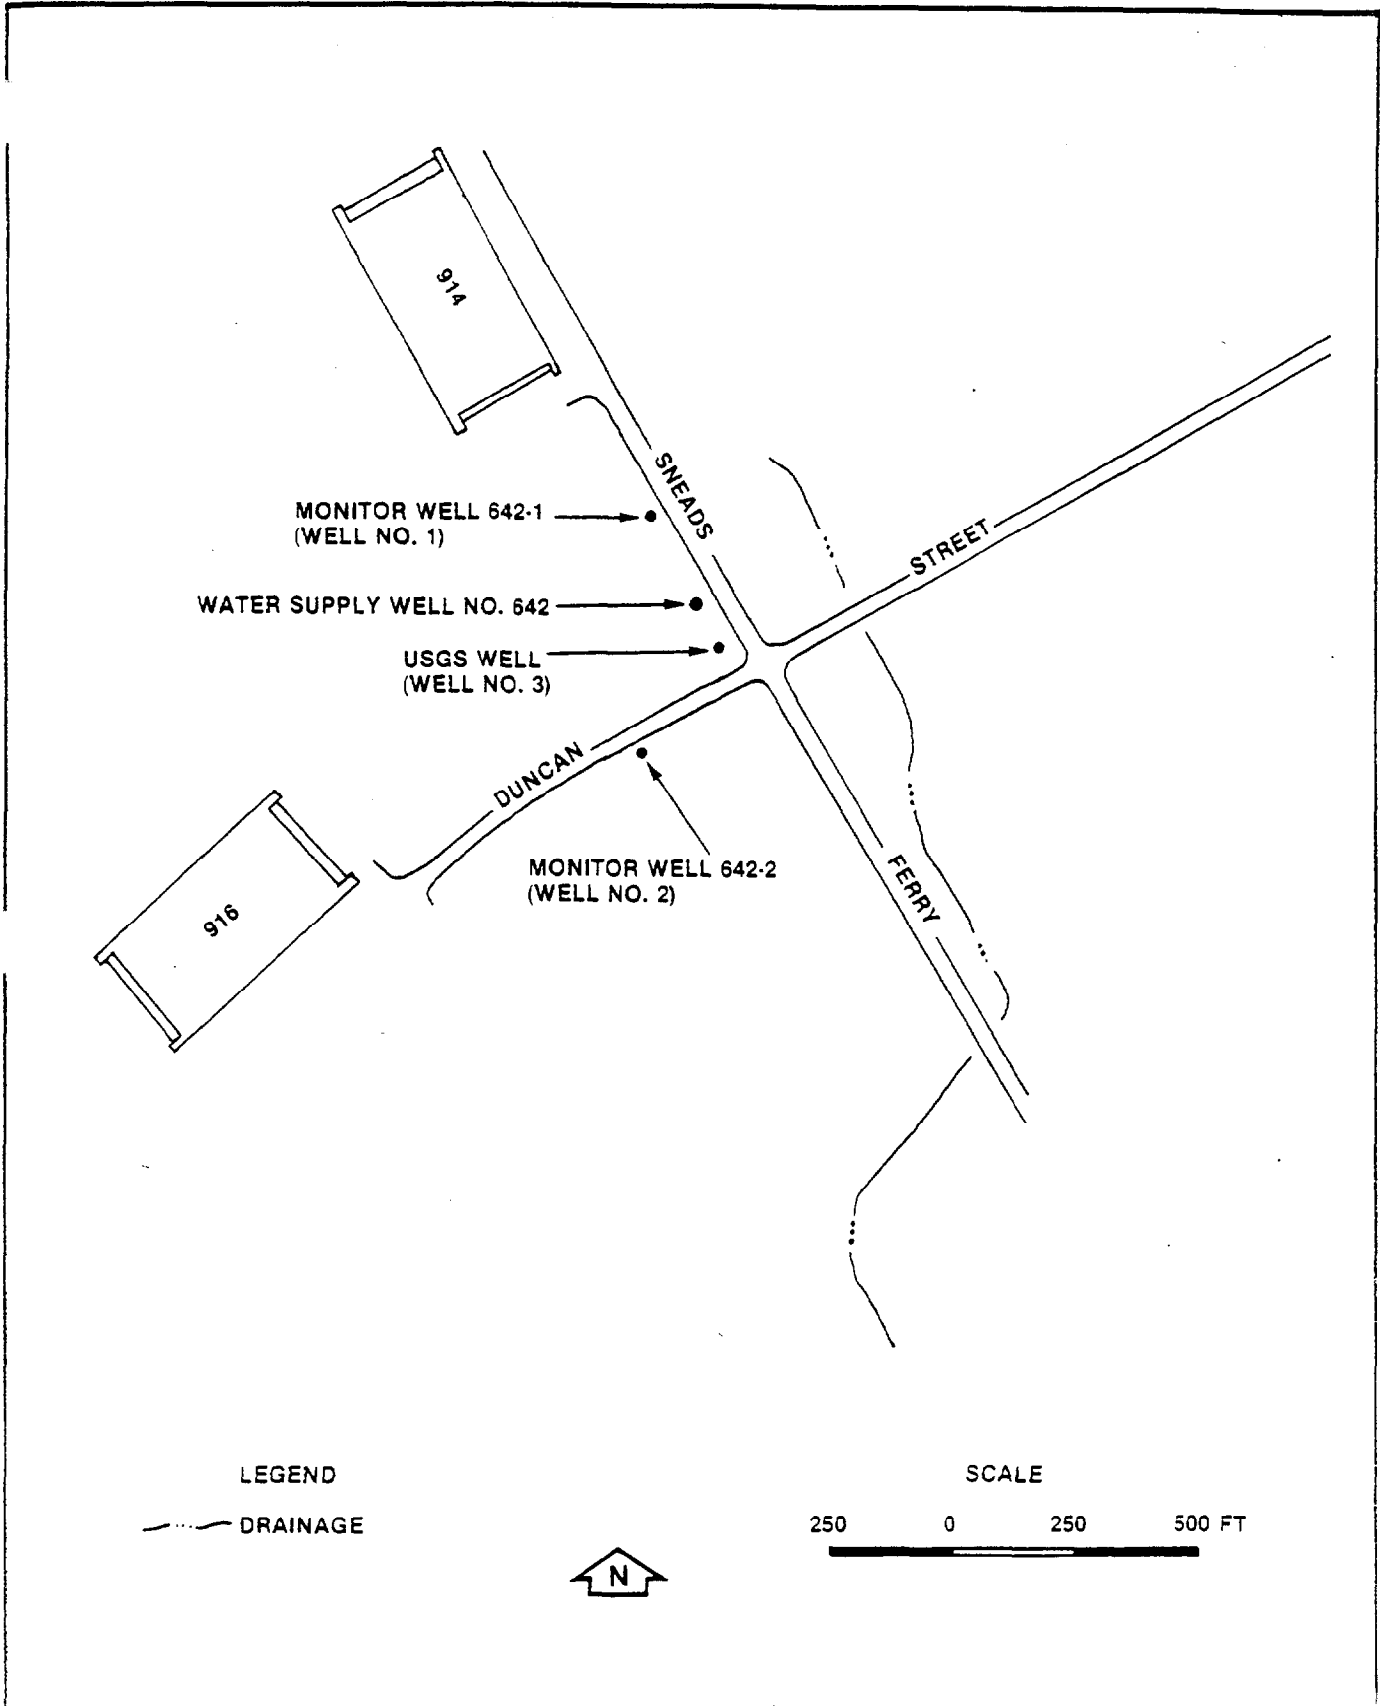 914
SNEADS
MONITOR WELL 642-1
(WELL NO. 1)
STREET
WATER SUPPLY WELL NO. 642
USGS WELL
(WELL NO. 3)
DUNCAN
MONITOR WELL 642-2
(WELL NO. 2)
FERRY
916
LEGEND
DRAINAGE
SCALE
250 0 250 500 FT
N